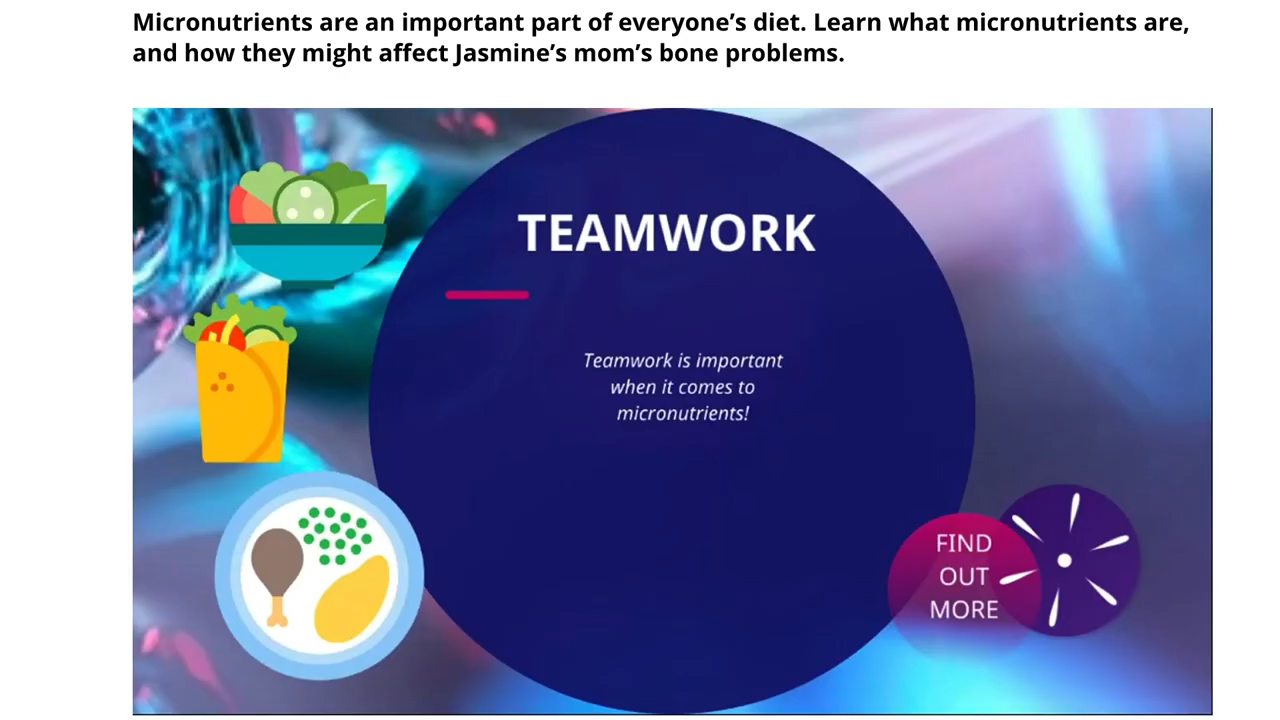 Micronutrients are an important part of everyone’s diet. Learn what micronutrients are,
and how they might affect Jasmine’s mom’s bone problems.
TEAMWORK
Teamwork is important
when it comes to
micronutrients!
FIND
OUT
MORE